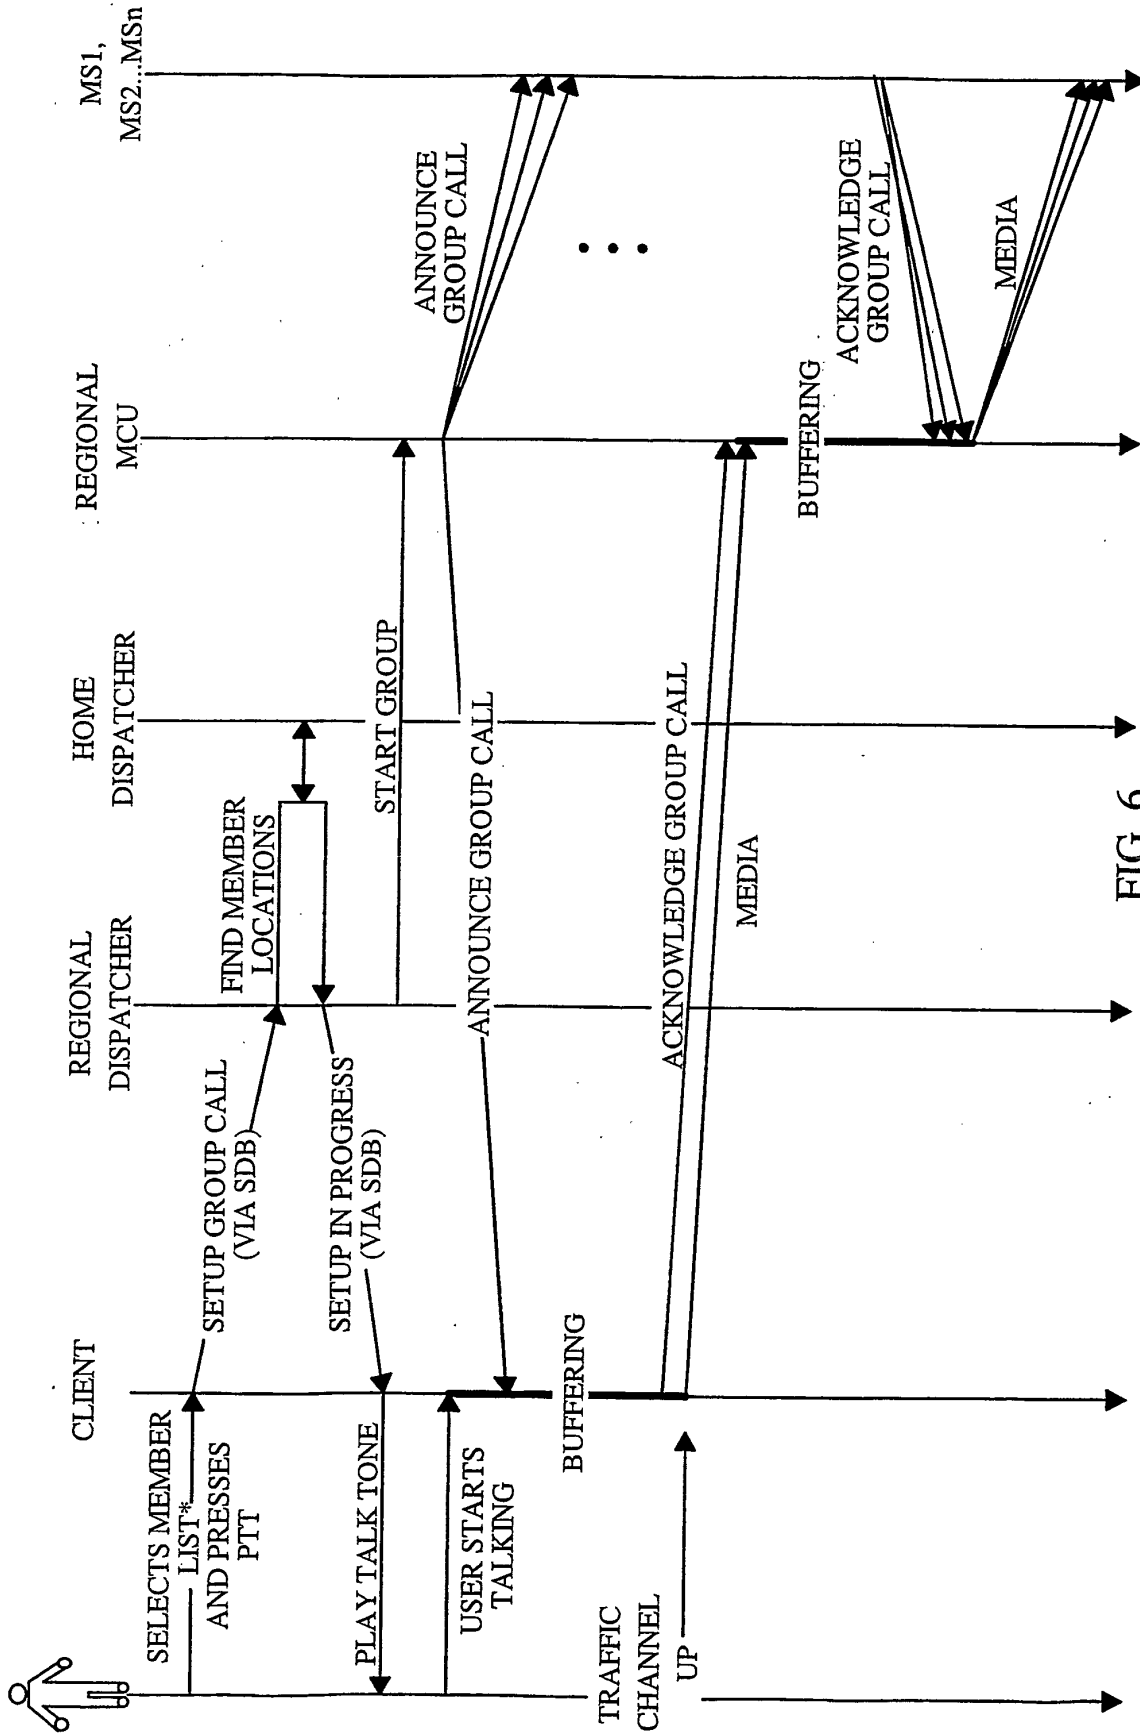 CLIENT
REGIONAL
DISPATCHER
HOME
DISPATCHER
REGIONAL
MCU
MS1,
MS2...MSn
SELECTS MEMBER
LIST*
AND PRESSES
PTT
SETUP GROUP CALL
(VIA SDB)
FIND MEMBER
LOCATIONS
SETUP IN PROGRESS
(VIA SDB)
PLAY TALK TONE
START GROUP
ANNOUNCE
GROUP CALL
ANNOUNCE GROUP CALL
USER STARTS
TALKING
BUFFERING
TRAFFIC
CHANNEL
UP
ACKNOWLEDGE GROUP CALL
MEDIA
BUFFERING
ACKNOWLEDGE
GROUP CALL
MEDIA
FIG. 6